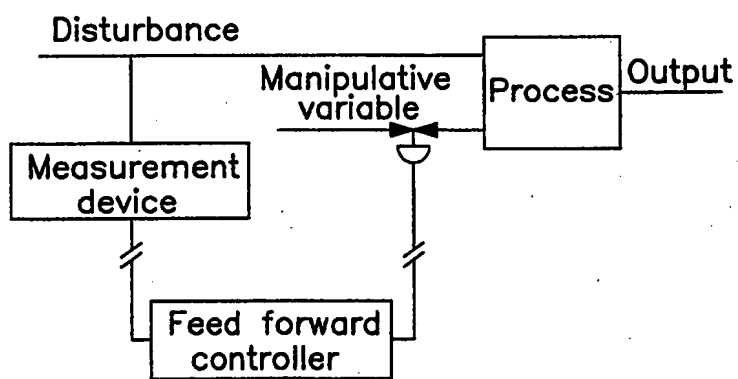 Disturbance
Manipulative
variable
Process
Output
Measurement
device
Feed forward
controller